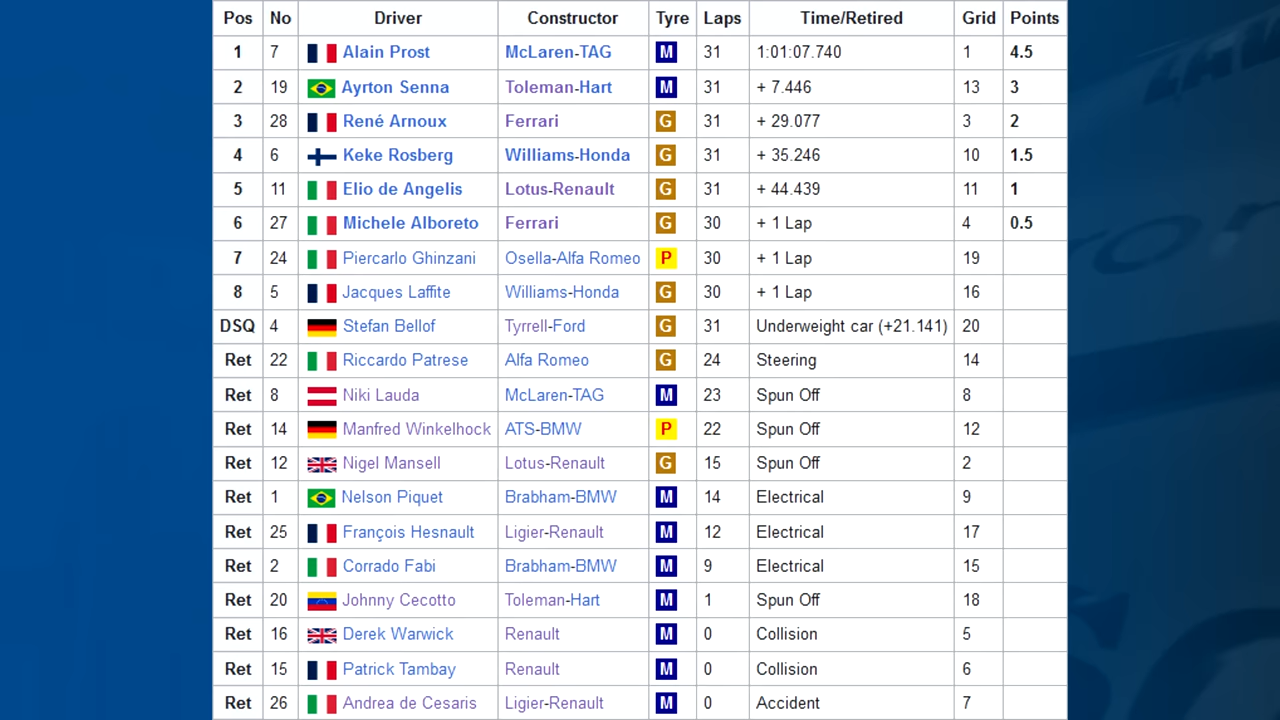 Pos No Driver Constructor Tyre Laps Time/Retired Grid Points
1 7 Alain Prost McLaren-TAG M 31 1:01:07.740 1 4.5
2 19 Ayrton Senna Toleman-Hart M 31 + 7.446 13 3
3 28 René Arnoux Ferrari G 31 + 29.077 3 2
4 6 Keke Rosberg Williams-Honda G 31 + 35.246 10 1.5
5 11 Elio de Angelis Lotus-Renault G 31 + 44.439 11 1
6 27 Michele Alboreto Ferrari G 30 + 1 Lap 4 0.5
7 24 Piercarlo Ghinzani Osella-Alfa Romeo P 30 + 1 Lap 19
8 5 Jacques Laffite Williams-Honda G 30 + 1 Lap 16
DSQ 4 Stefan Bellof Tyrrell-Ford G 31 Underweight car (+21.141) 20
Ret 22 Riccardo Patrese Alfa Romeo G 24 Steering 14
Ret 8 Niki Lauda McLaren-TAG M 23 Spun Off 8
Ret 14 Manfred Winkelhock ATS-BMW P 22 Spun Off 12
Ret 12 Nigel Mansell Lotus-Renault G 15 Spun Off 2
Ret 1 Nelson Piquet Brabham-BMW M 14 Electrical 9
Ret 25 François Hesnault Ligier-Renault M 12 Electrical 17
Ret 2 Corrado Fabi Brabham-BMW M 9 Electrical 15
Ret 20 Johnny Cecotto Toleman-Hart M 1 Spun Off 18
Ret 16 Derek Warwick Renault M 0 Collision 5
Ret 15 Patrick Tambay Renault M 0 Collision 6
Ret 26 Andrea de Cesaris Ligier-Renault M 0 Accident 7